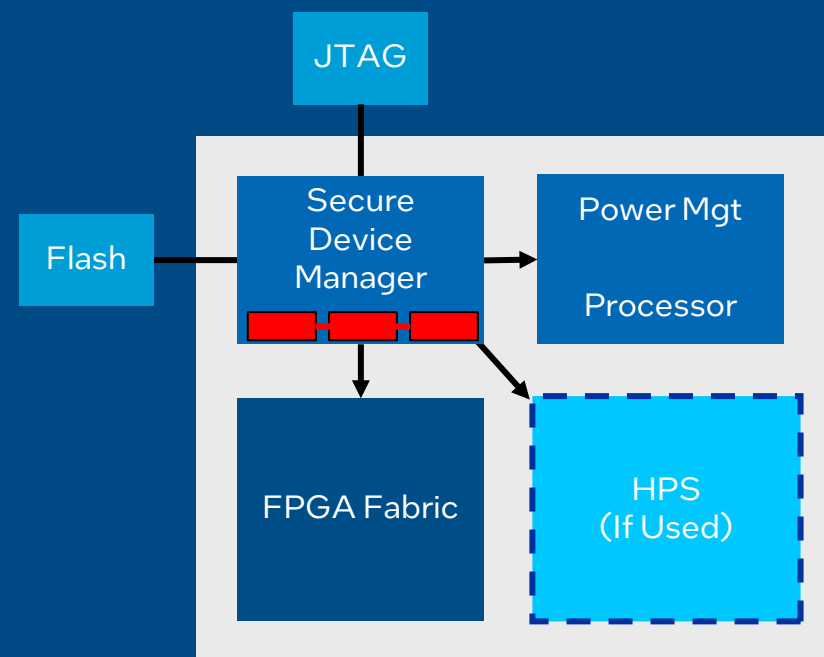 JTAG
Flash
Secure
Device
Manager
Power Mgt
Processor
FPGA Fabric
HPS
(If Used)